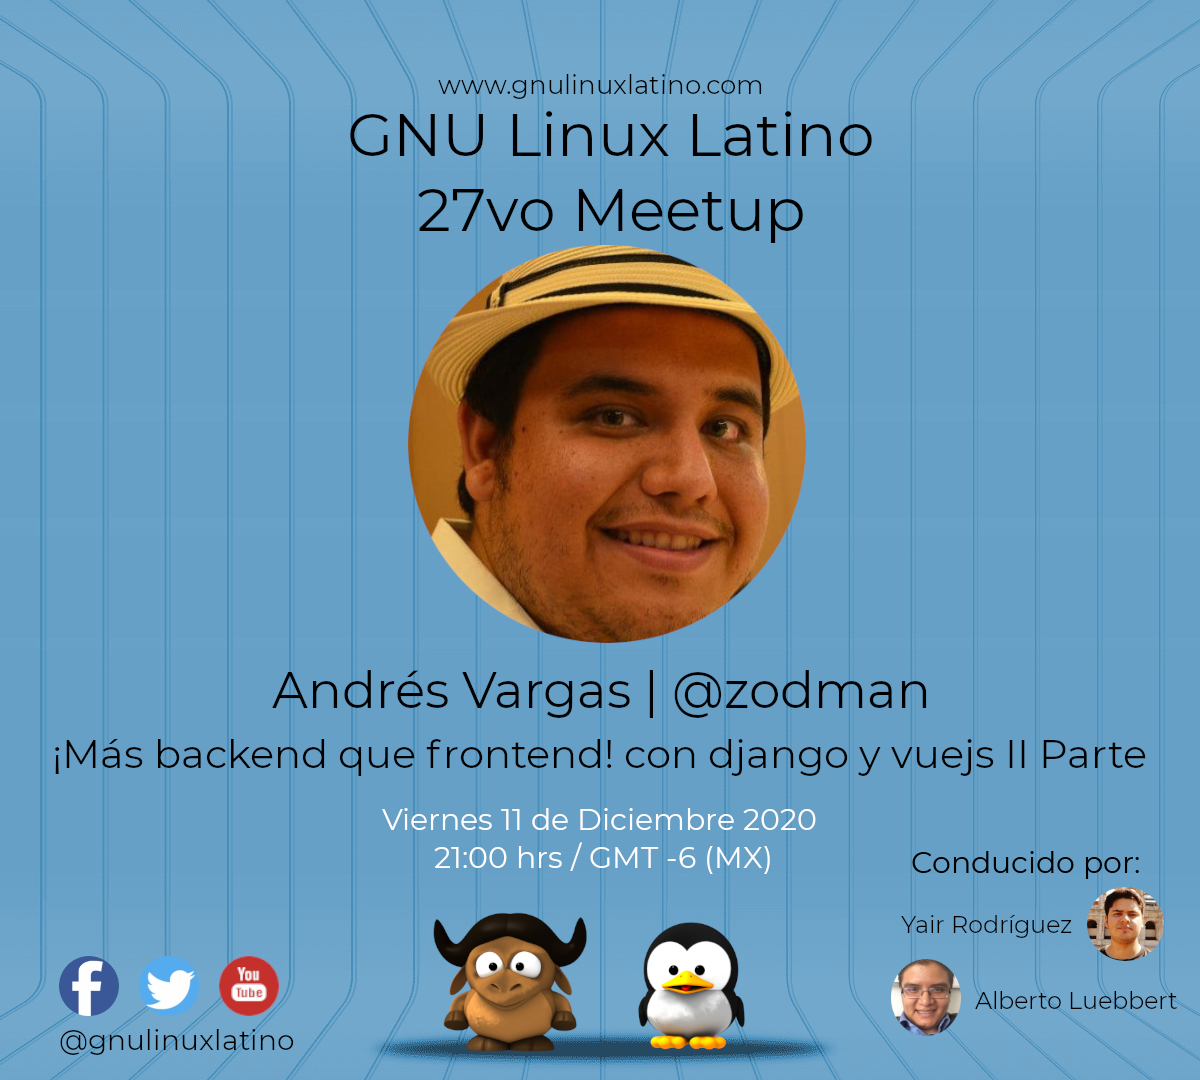 www.gnulinuxlatino.com
GNU Linux Latino
27vo Meetup
Andrés Vargas | @zodman
¡Más backend que frontend! con django y vuejs II Parte
Viernes 11 de Diciembre 2020
21:00 hrs / GMT -6 (MX)
Conducido por:
Yair Rodríguez
Alberto Luebbert
You
Tube
@gnulinuxlatino